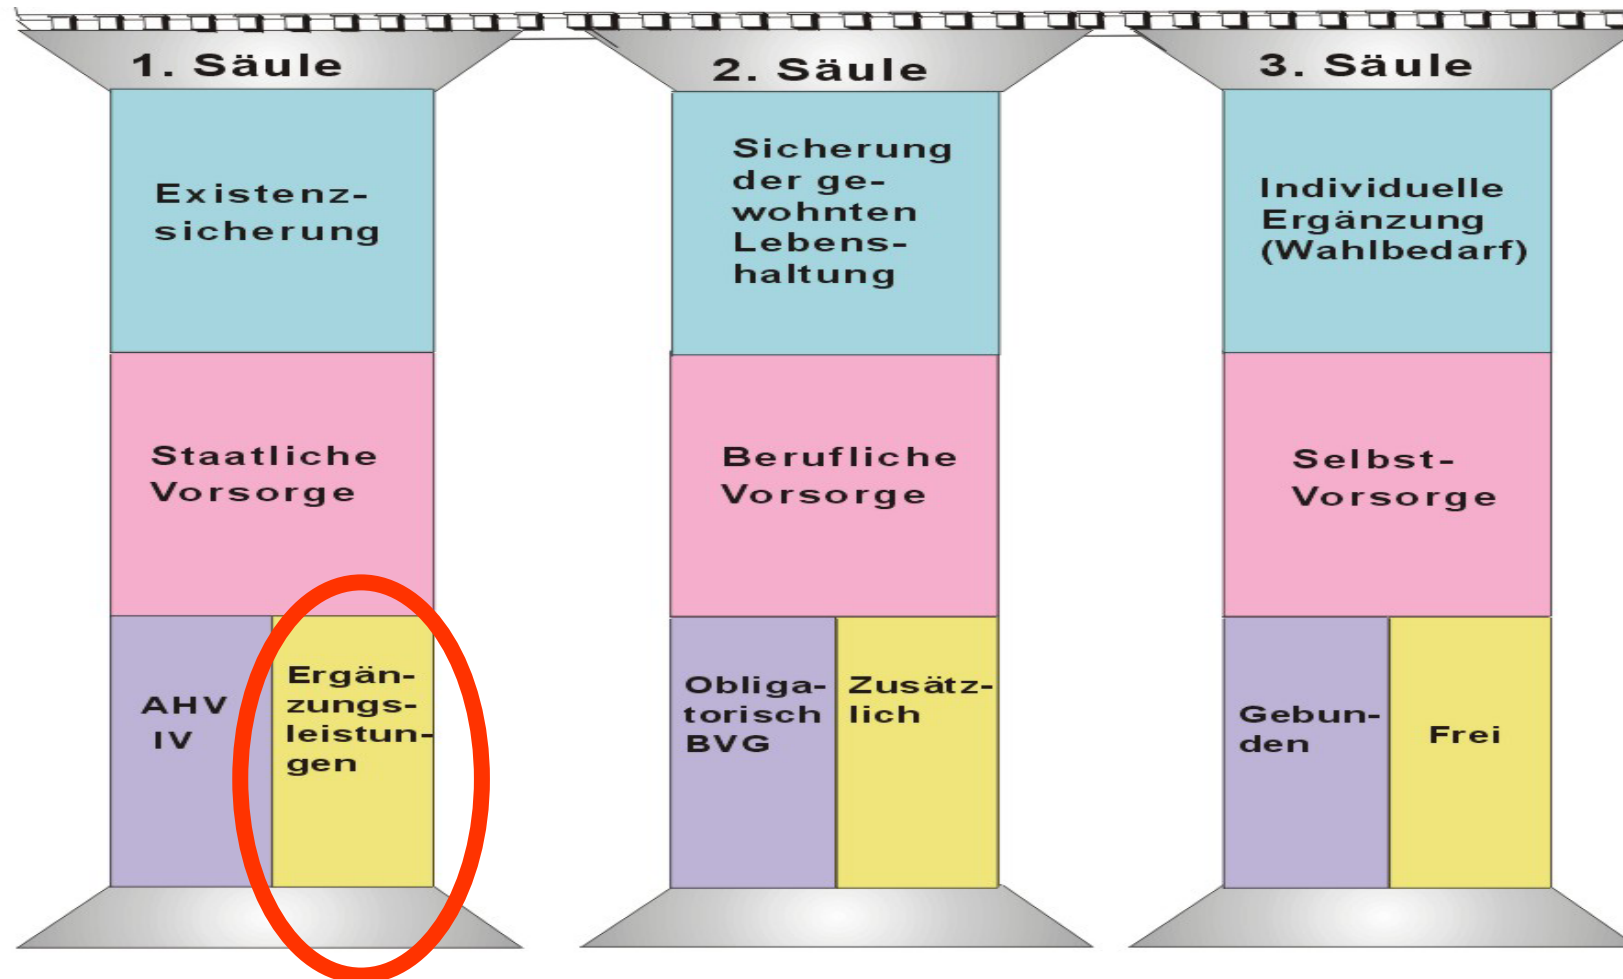 1. Säule
Existenz-
sicherung
Staatliche
Vorsorge
AHV
IV
Ergän-
zungs-
leistun-
gen
2. Säule
Sicherung
der ge-
wohnten
Lebens-
haltung
Berufliche
Vorsorge
Obliga-
torisch
BVG
Zusätz-
lich
3. Säule
Individuelle
Ergänzung
(Wahlbedarf)
Selbst-
Vorsorge
Gebun-
den
Frei